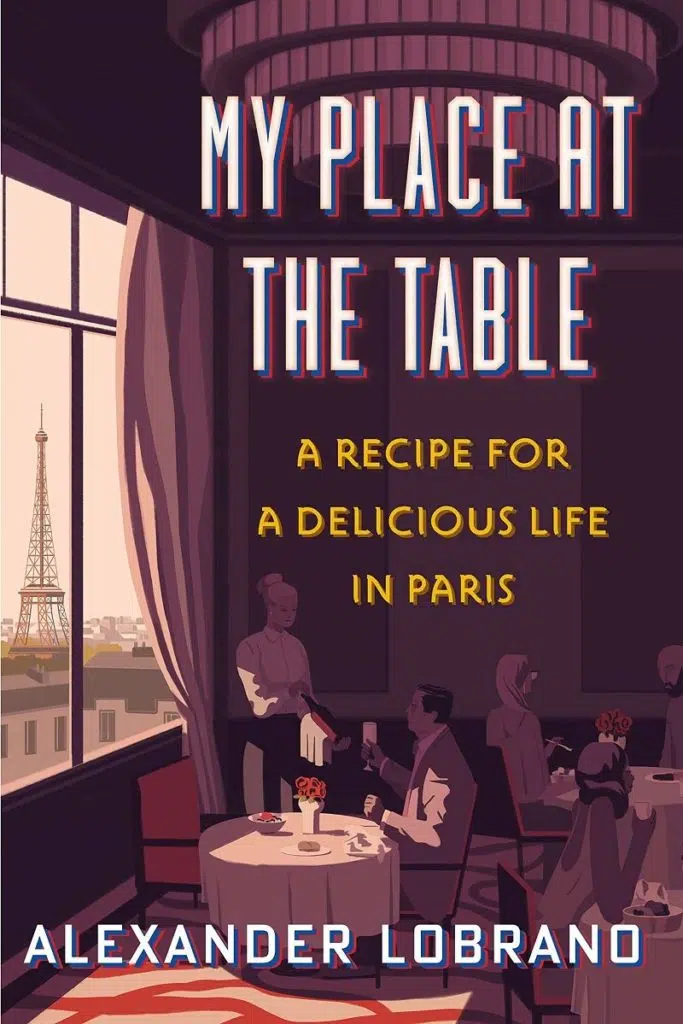 MY PLACE AT
THE TABLE
A RECIPE FOR
A DELICIOUS LIFE
IN PARIS
ALEXANDER LOBRANO